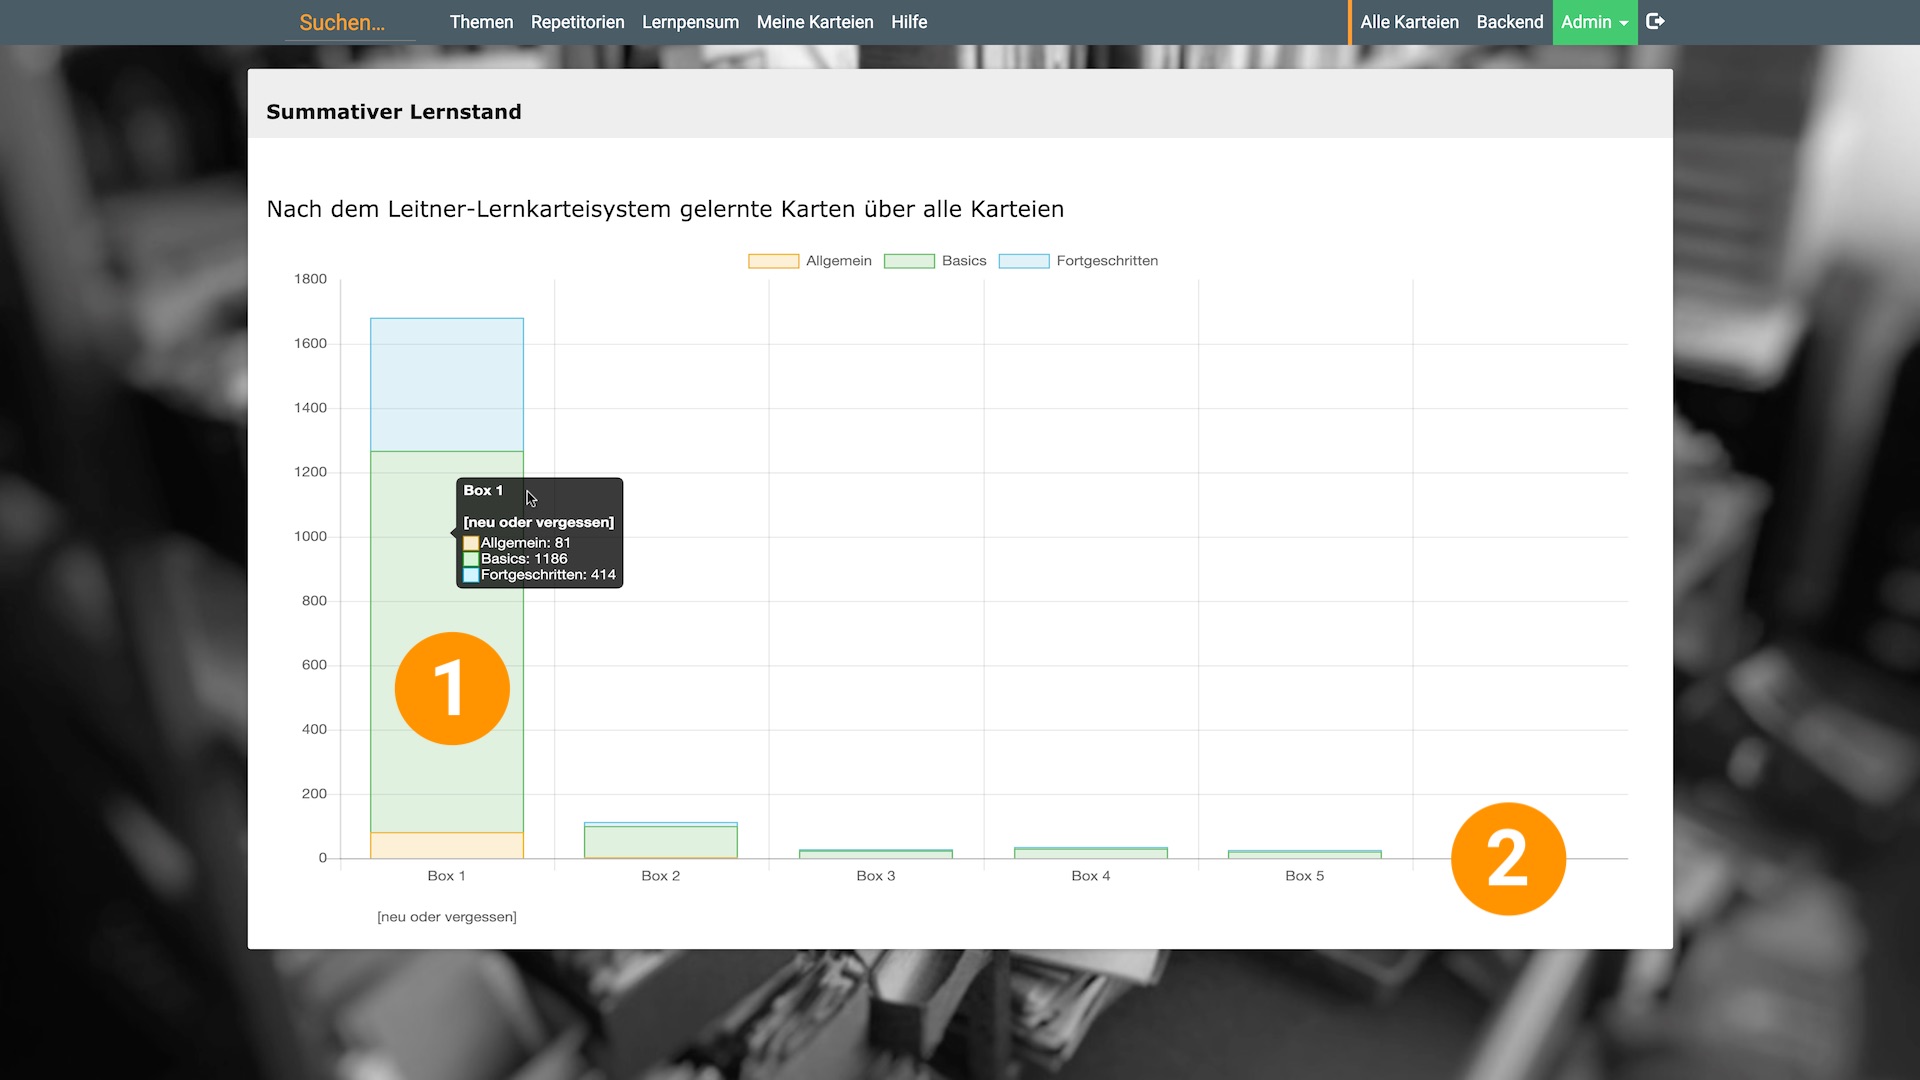 Suchen... Themen Repetitorien Lernpensum Meine Karteien Hilfe Alle Karteien Backend Admin
Summativer Lernstand
Nach dem Leitner-Lernkarteisystem gelernte Karten über alle Karteien
Allgemein Basics Fortgeschritten
1800
1600
1400
1200
1000
800
600
400
200
0
Box 1
[neu oder vergessen]
Allgemein: 81
Basics: 1186
Fortgeschritten: 414
1
2
Box 1 Box 2 Box 3 Box 4 Box 5
[neu oder vergessen]